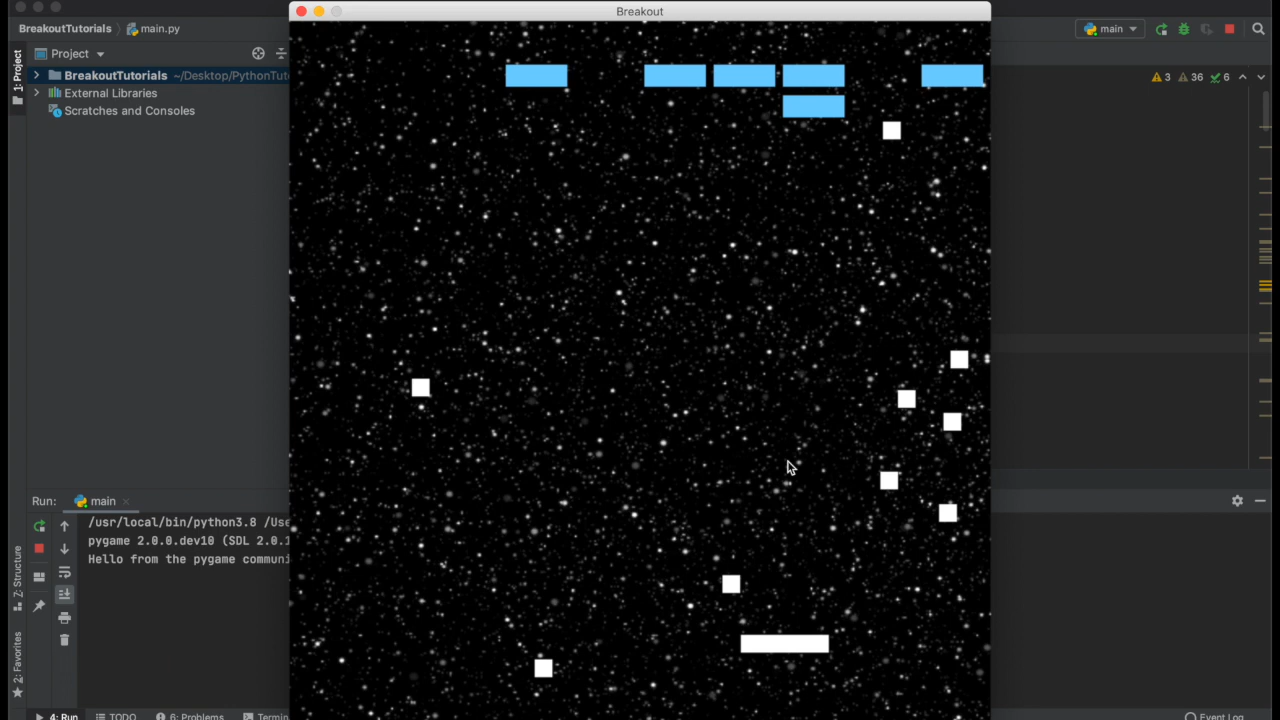 Breakout
BreakoutTutorials
main.py
main
Project
1: Project
BreakoutTutorials ~/Desktop/PythonTut
3 36 6
External Libraries
Scratches and Consoles
Run: main
/usr/local/bin/python3.8 /Use
pygame 2.0.0.dev10 (SDL 2.0.1
Hello from the pygame communi
Z: Structure
2: Favorites
4: Run TODO 6: Problems Termin
Event Log